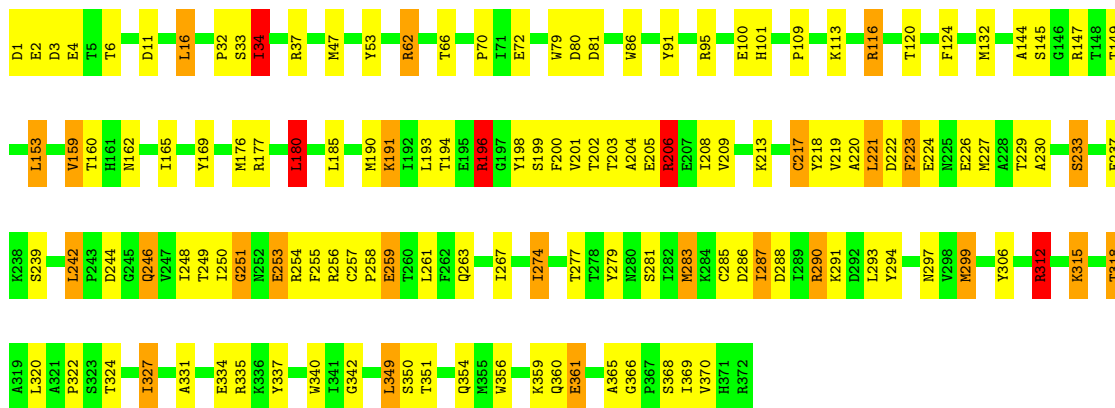 D1 E2 D3 E4 T5 T6 D11 L16 P32 S33 I34 R37 M47 Y53 R62 T66 P70 I71 E72 W79 D80 D81 W86 Y91 R95 E100 H101 P109 K113 R116 T120 F124 M132 A144 S145 G146 R147 T148 T149
L153 V159 T160 H161 N162 I165 Y169 M176 R177 L180 L185 M190 K191 I192 L193 T194 E195 R196 G197 Y198 S199 F200 V201 T202 T203 A204 E205 R206 E207 I208 V209 K213 C217 Y218 V219 A220 L221 D222 F223 E224 N225 E226 M227 A228 T229 A230 S233 E237
K238 S239 L242 P243 D244 G245 Q246 V247 I248 T249 I250 G251 N252 E253 R254 F255 R256 C257 P258 E259 T260 L261 F262 Q263 I267 I274 T277 T278 Y279 N280 S281 I282 M283 K284 C285 D286 I287 D288 I289 R290 K291 D292 L293 Y294 N297 V298 M299 Y306 R312 K315 T318
A319 L320 A321 P322 S323 T324 I327 A331 E334 R335 K336 Y337 W340 I341 G342 L349 S350 T351 Q354 M355 W356 K359 Q360 E361 A365 G366 P367 S368 I369 V370 H371 R372